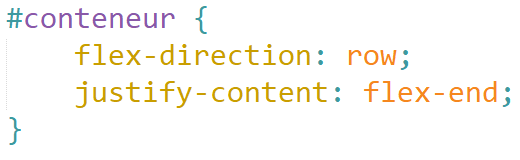 #conteneur {
    flex-direction: row;
    justify-content: flex-end;
}